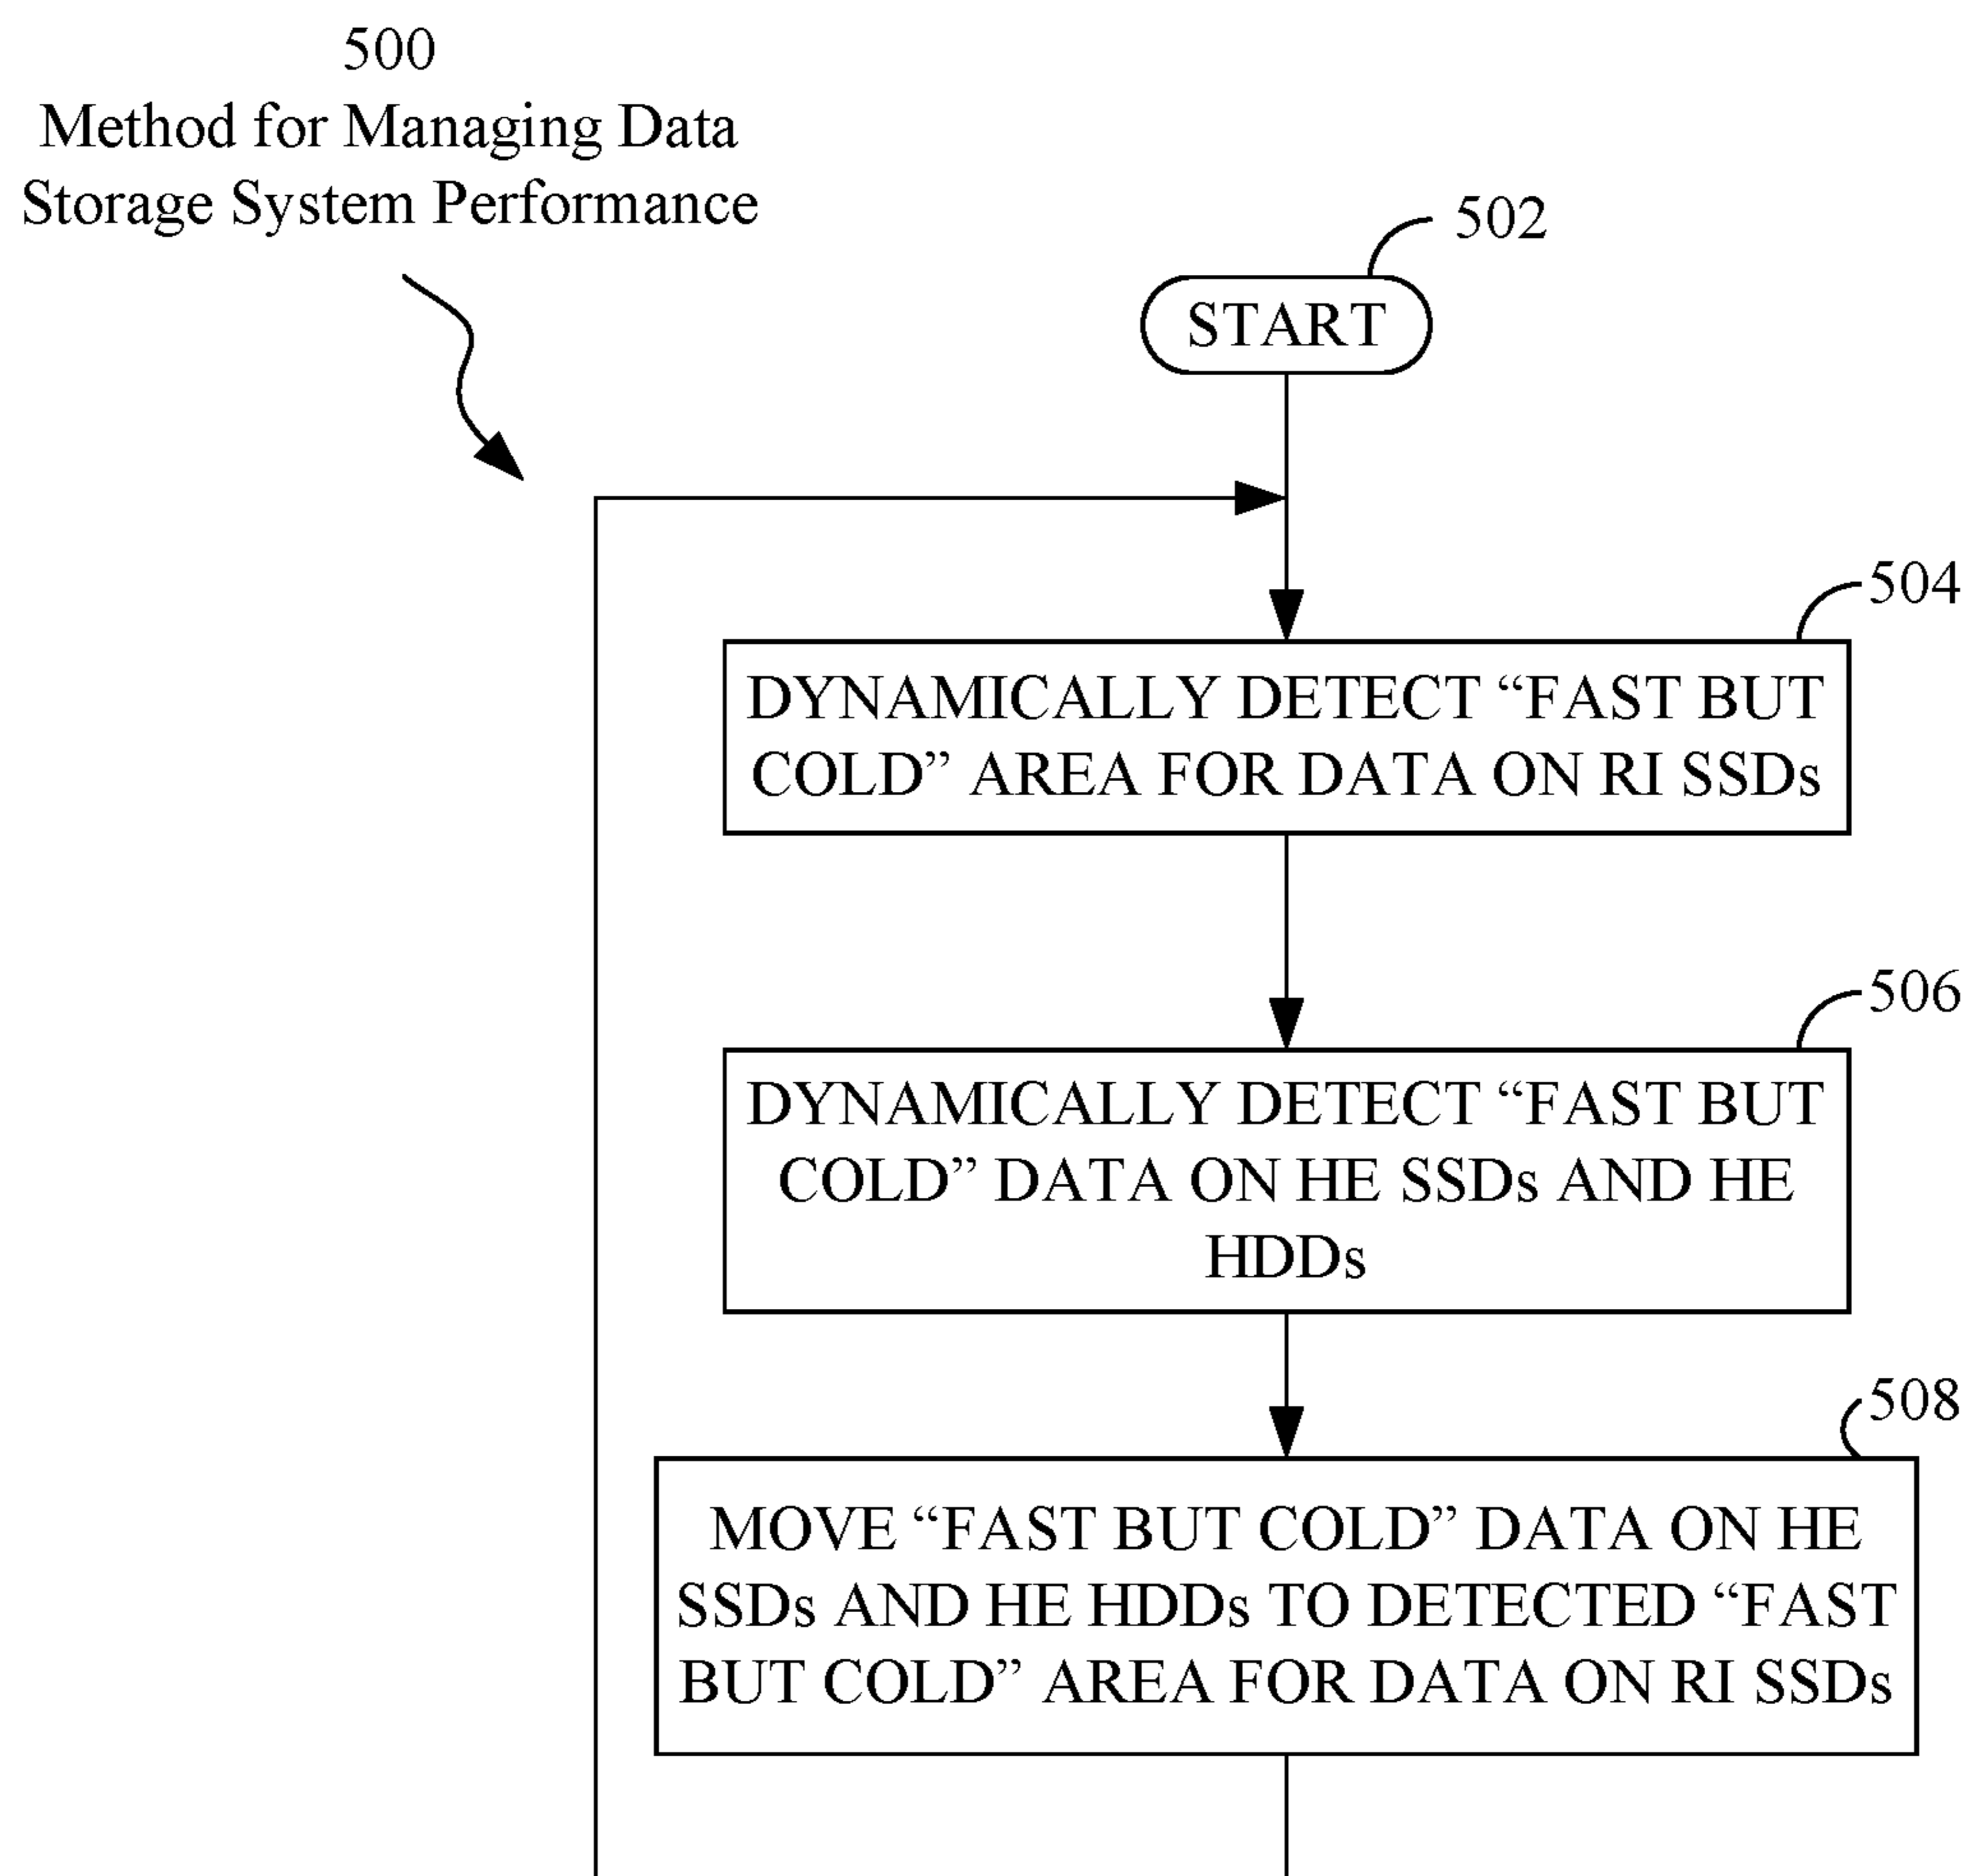 500
Method for Managing Data
Storage System Performance
502
START
504
DYNAMICALLY DETECT “FAST BUT
COLD” AREA FOR DATA ON RI SSDs
506
DYNAMICALLY DETECT “FAST BUT
COLD” DATA ON HE SSDs AND HE
HDDs
508
MOVE “FAST BUT COLD” DATA ON HE
SSDs AND HE HDDs TO DETECTED “FAST
BUT COLD” AREA FOR DATA ON RI SSDs